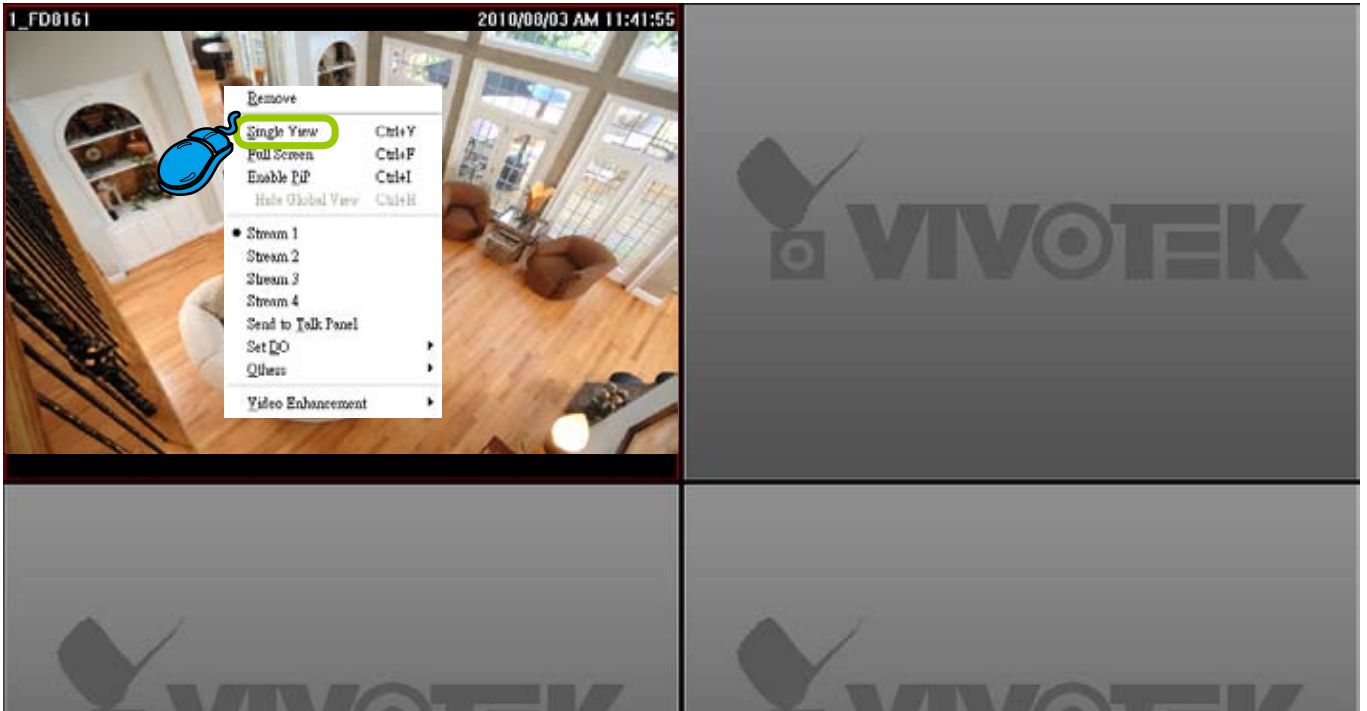 1_FD8161 2010/08/03 AM 11:41:55
Remove
Single View Ctrl+V
Full Screen Ctrl+F
Enable PiP Ctrl+I
Hide Global View Ctrl+H
Stream 1
Stream 2
Stream 3
Stream 4
Send to Talk Panel
Set DO
Others
Video Enhancement
VIVOTEK
VIVOTEK
VIVOTEK